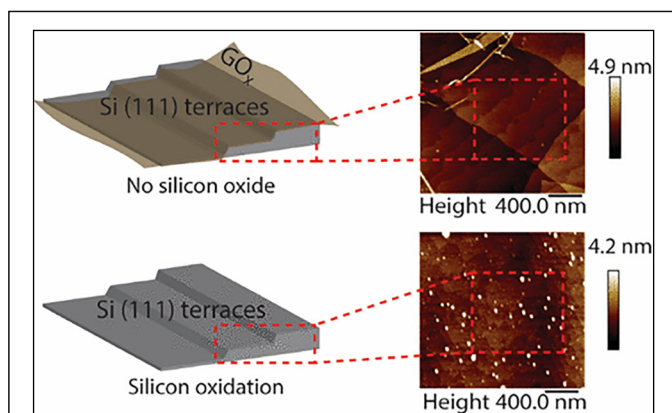 GOx
4.9 nm
Si (111) terraces
No silicon oxide
Height 400.0 nm
4.2 nm
Si (111) terraces
Silicon oxidation
Height 400.0 nm